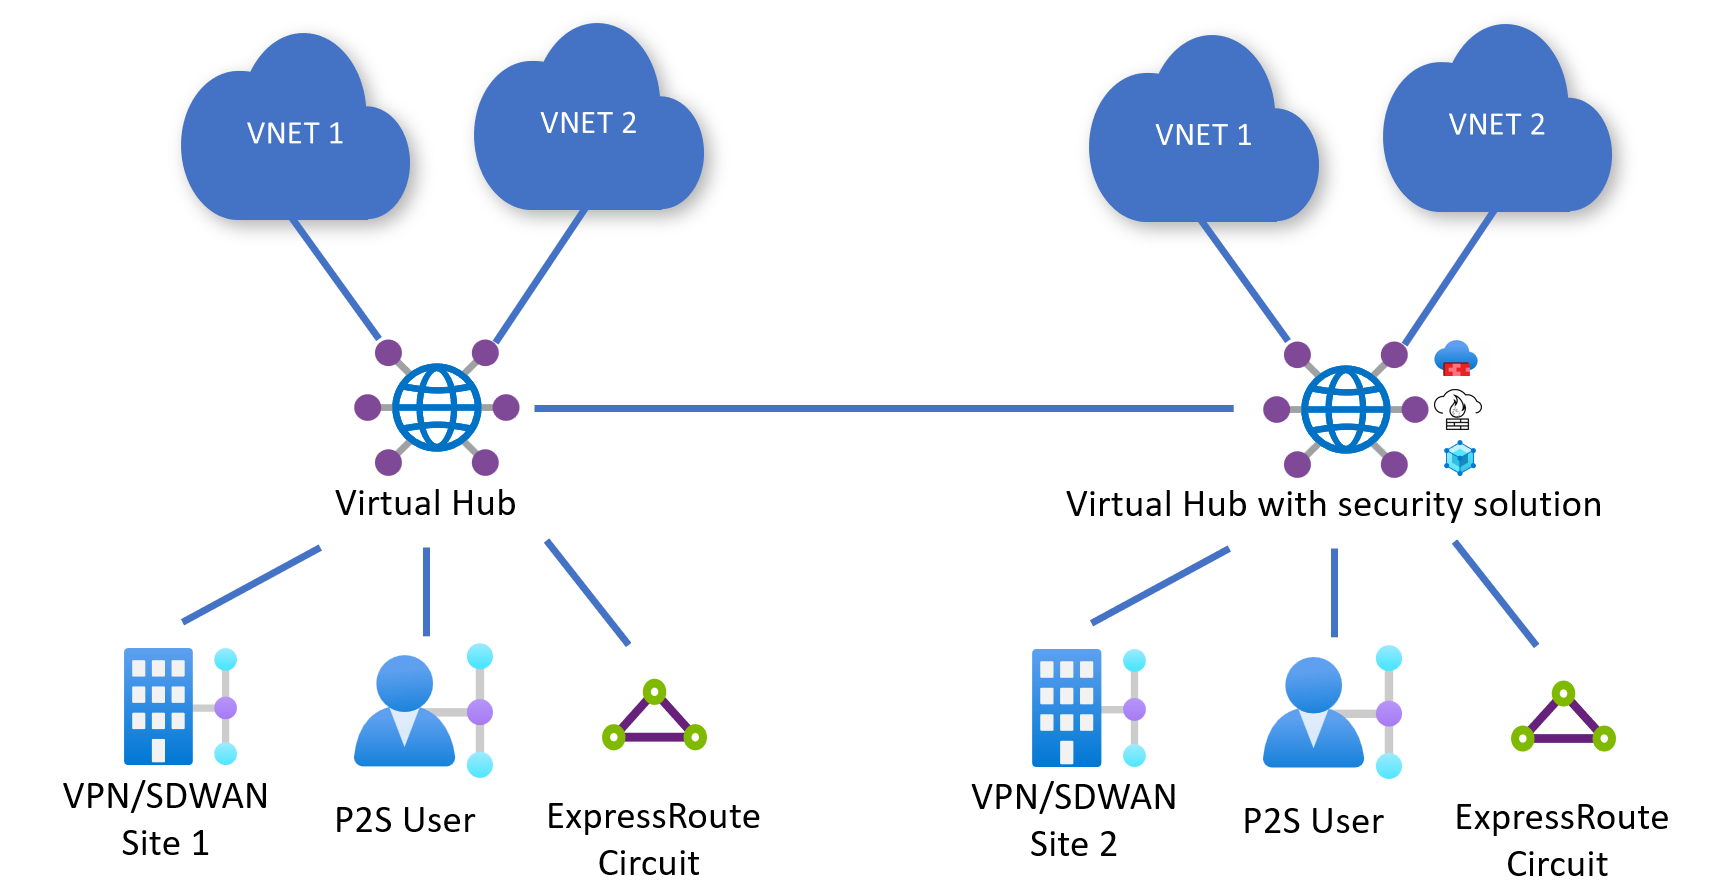 VNET 1
VNET 2
VNET 1
VNET 2
Virtual Hub
Virtual Hub with security solution
VPN/SDWAN
Site 1
P2S User
ExpressRoute
Circuit
VPN/SDWAN
Site 2
P2S User
ExpressRoute
Circuit